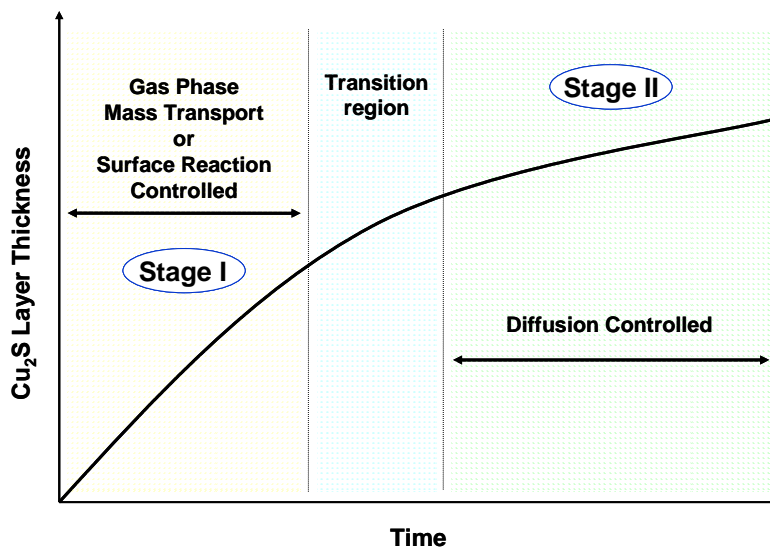 Gas Phase
Mass Transport
or
Surface Reaction
Controlled
Transition
region
Stage II
Stage I
Diffusion Controlled
Cu₂S Layer Thickness
Time